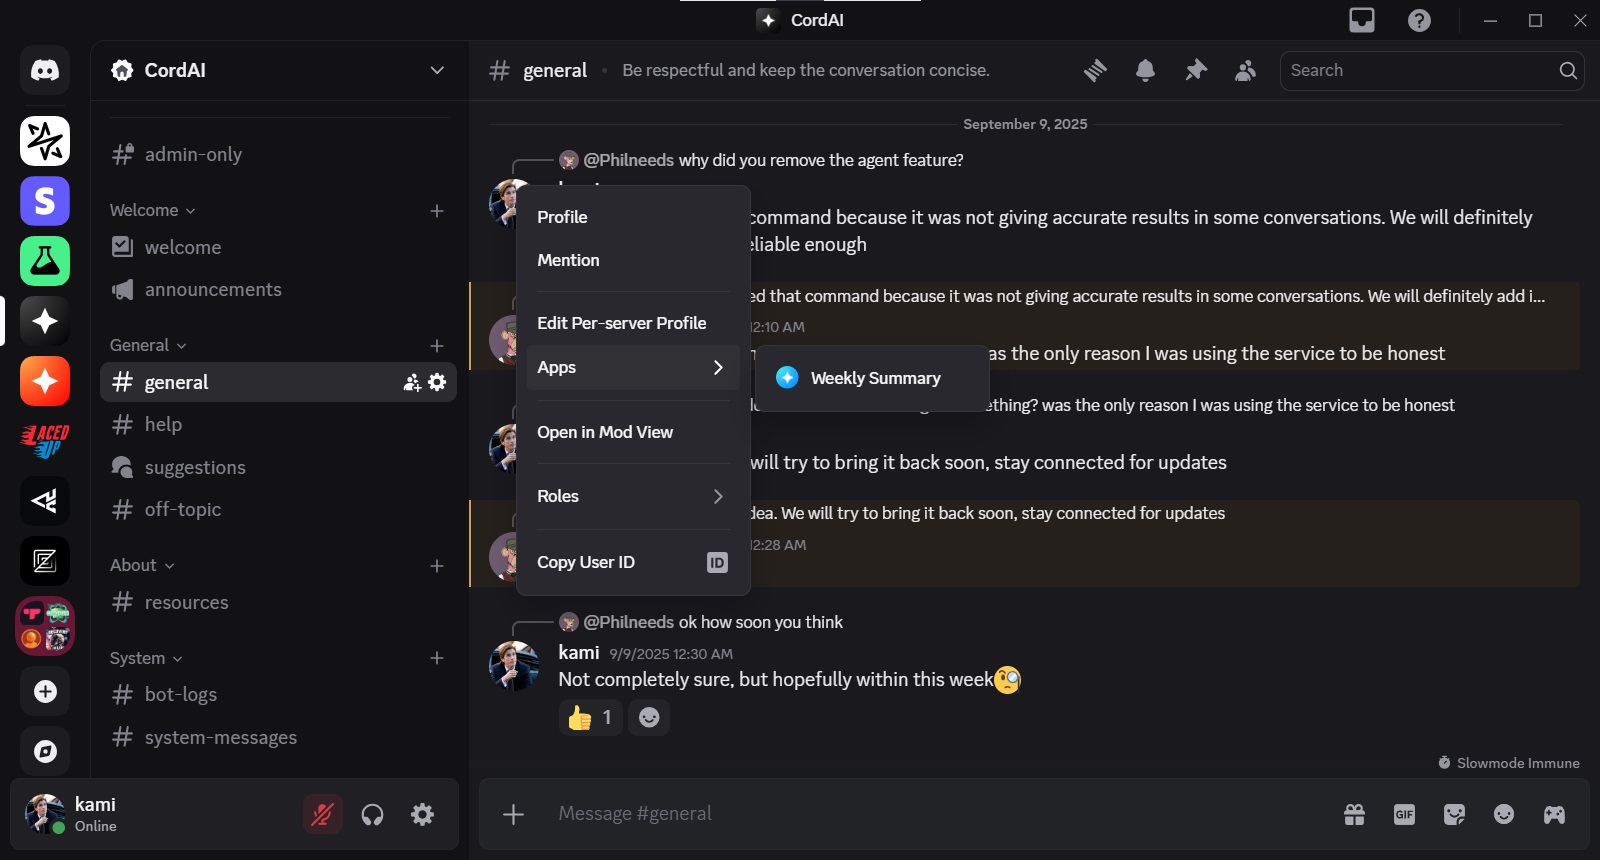 CordAI
CordAI
admin-only
Welcome
welcome
announcements
General
general
help
suggestions
off-topic
About
resources
System
bot-logs
system-messages
kami
Online
general
Be respectful and keep the conversation concise.
Search
September 9, 2025
@Philneeds why did you remove the agent feature?
command because it was not giving accurate results in some conversations. We will definitely
eliable enough
ed that command because it was not giving accurate results in some conversations. We will definitely add i...
12:10 AM
as the only reason I was using the service to be honest
ething? was the only reason I was using the service to be honest
will try to bring it back soon, stay connected for updates
dea. We will try to bring it back soon, stay connected for updates
12:28 AM
Profile
Mention
Edit Per-server Profile
Apps
Weekly Summary
Open in Mod View
Roles
Copy User ID
ID
@Philneeds ok how soon you think
kami 9/9/2025 12:30 AM
Not completely sure, but hopefully within this week
1
Slowmode Immune
Message #general
GIF